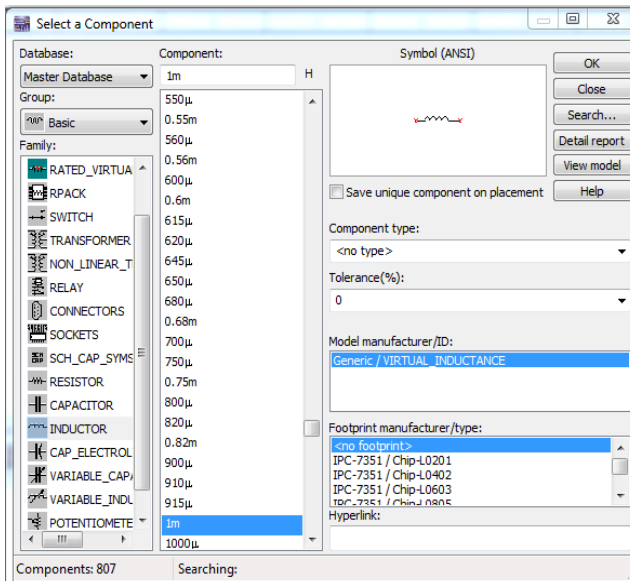 Select a Component
Database:
Master Database
Group:
Basic
Family:
RATED_VIRTUA
RPACK
SWITCH
TRANSFORMER
NON_LINEAR_T
RELAY
CONNECTORS
SOCKETS
SCH_CAP_SYMS
RESISTOR
CAPACITOR
INDUCTOR
CAP_ELECTROL
VARIABLE_CAPA
VARIABLE_INDU
POTENTIOMETE
Component:
1m
H
550µ
0.55m
560µ
0.56m
600µ
0.6m
615µ
620µ
645µ
650µ
680µ
0.68m
700µ
750µ
0.75m
800µ
820µ
0.82m
900µ
910µ
915µ
1m
1000µ
Symbol (ANSI)
Save unique component on placement
Component type:
<no type>
Tolerance(%):
0
Model manufacturer/ID:
Generic / VIRTUAL_INDUCTANCE
Footprint manufacturer/type:
<no footprint>
IPC-7351 / Chip-L0201
IPC-7351 / Chip-L0402
IPC-7351 / Chip-L0603
IPC-7351 / Chip-L0805
Hyperlink:
OK
Close
Search...
Detail report
View model
Help
Components: 807
Searching: